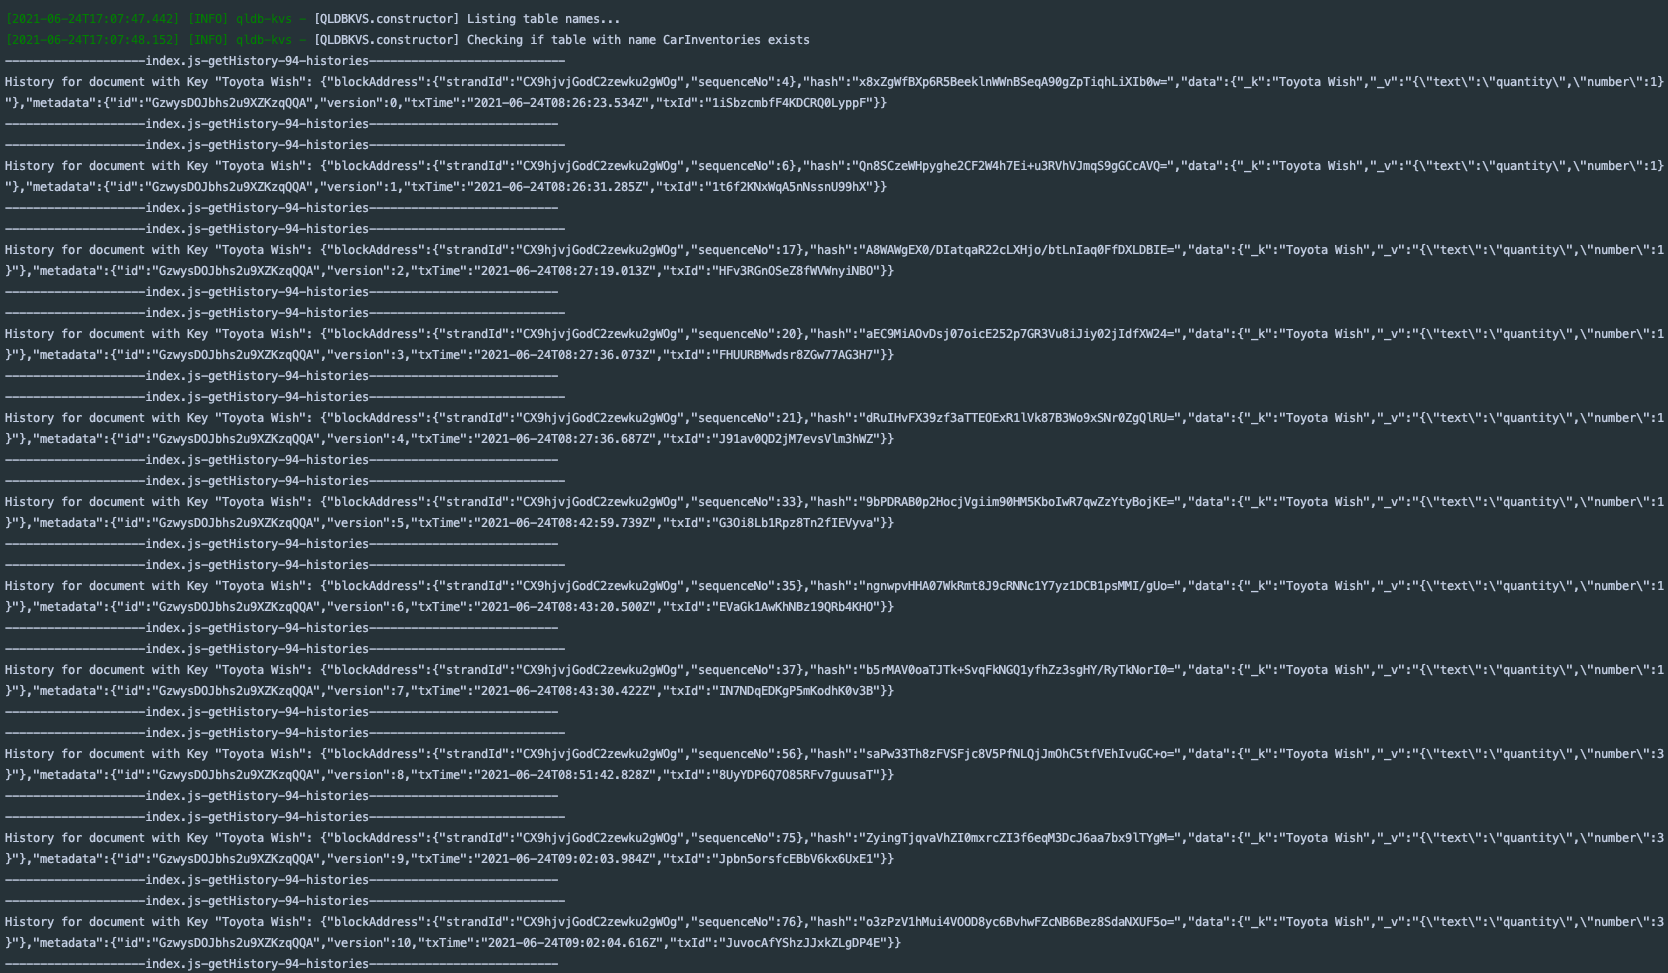 [2021-06-24T17:07:47.442] [INFO] qldb-kvs - [QLDBKVS.constructor] Listing table names...
[2021-06-24T17:07:48.152] [INFO] qldb-kvs - [QLDBKVS.constructor] Checking if table with name CarInventories exists
--------------------index.js-getHistory-94-histories----------------------------
History for document with Key "Toyota Wish": {"blockAddress":{"strandId":"CX9hjvjGodC2zewku2gWOg","sequenceNo":4},"hash":"x8xZgWfBXp6R5BeeklnWWnBSeqA90gZpTiqhLiXIb0w=","data":{"_k":"Toyota Wish","_v":"{\"text\":\"quantity\",\"number\":1}
"},"metadata":{"id":"GzwysDOJbhs2u9XZKzqQQA","version":0,"txTime":"2021-06-24T08:26:23.534Z","txId":"1iSbzcmbfF4KDCRQ0LyppF"}}
--------------------index.js-getHistory-94-histories---------------------------
--------------------index.js-getHistory-94-histories----------------------------
History for document with Key "Toyota Wish": {"blockAddress":{"strandId":"CX9hjvjGodC2zewku2gWOg","sequenceNo":6},"hash":"Qn8SCzeWHpyghe2CF2W4h7Ei+u3RVhVJmqS9gGCcAVQ=","data":{"_k":"Toyota Wish","_v":"{\"text\":\"quantity\",\"number\":1}
"},"metadata":{"id":"GzwysDOJbhs2u9XZKzqQQA","version":1,"txTime":"2021-06-24T08:26:31.285Z","txId":"1t6f2KNxWqA5nNssnU99hX"}}
--------------------index.js-getHistory-94-histories---------------------------
--------------------index.js-getHistory-94-histories----------------------------
History for document with Key "Toyota Wish": {"blockAddress":{"strandId":"CX9hjvjGodC2zewku2gWOg","sequenceNo":17},"hash":"A8WAWgEX0/DIatqaR22cLXHjo/btLnIaq0FfDXLDBIE=","data":{"_k":"Toyota Wish","_v":"{\"text\":\"quantity\",\"number\":1
}"},"metadata":{"id":"GzwysDOJbhs2u9XZKzqQQA","version":2,"txTime":"2021-06-24T08:27:19.013Z","txId":"HFv3RGnOSeZ8fWVWnyiNBO"}}
--------------------index.js-getHistory-94-histories---------------------------
--------------------index.js-getHistory-94-histories----------------------------
History for document with Key "Toyota Wish": {"blockAddress":{"strandId":"CX9hjvjGodC2zewku2gWOg","sequenceNo":20},"hash":"aEC9MiAOvDsj07oicE252p7GR3Vu8iJiy02jIdfXW24=","data":{"_k":"Toyota Wish","_v":"{\"text\":\"quantity\",\"number\":1
}"},"metadata":{"id":"GzwysDOJbhs2u9XZKzqQQA","version":3,"txTime":"2021-06-24T08:27:36.073Z","txId":"FHUURBMwdsr8ZGw77AG3H7"}}
--------------------index.js-getHistory-94-histories---------------------------
--------------------index.js-getHistory-94-histories----------------------------
History for document with Key "Toyota Wish": {"blockAddress":{"strandId":"CX9hjvjGodC2zewku2gWOg","sequenceNo":21},"hash":"dRuIHvFX39zf3aTTEOExR1lVk87B3Wo9xSNr0ZgQlRU=","data":{"_k":"Toyota Wish","_v":"{\"text\":\"quantity\",\"number\":1
}"},"metadata":{"id":"GzwysDOJbhs2u9XZKzqQQA","version":4,"txTime":"2021-06-24T08:27:36.687Z","txId":"J91av0QD2jM7evsVlm3hWZ"}}
--------------------index.js-getHistory-94-histories---------------------------
--------------------index.js-getHistory-94-histories----------------------------
History for document with Key "Toyota Wish": {"blockAddress":{"strandId":"CX9hjvjGodC2zewku2gWOg","sequenceNo":33},"hash":"9bPDRAB0p2HocjVgiim90HM5KboIwR7qwZzYtyBojKE=","data":{"_k":"Toyota Wish","_v":"{\"text\":\"quantity\",\"number\":1
}"},"metadata":{"id":"GzwysDOJbhs2u9XZKzqQQA","version":5,"txTime":"2021-06-24T08:42:59.739Z","txId":"G3Oi8Lb1Rpz8Tn2fIEVyva"}}
--------------------index.js-getHistory-94-histories---------------------------
--------------------index.js-getHistory-94-histories----------------------------
History for document with Key "Toyota Wish": {"blockAddress":{"strandId":"CX9hjvjGodC2zewku2gWOg","sequenceNo":35},"hash":"ngnwpvHHA07WkRmt8J9cRNNc1Y7yz1DCB1psMMI/gUo=","data":{"_k":"Toyota Wish","_v":"{\"text\":\"quantity\",\"number\":1
}"},"metadata":{"id":"GzwysDOJbhs2u9XZKzqQQA","version":6,"txTime":"2021-06-24T08:43:20.500Z","txId":"EVaGk1AwKhNBz19QRb4KHO"}}
--------------------index.js-getHistory-94-histories---------------------------
--------------------index.js-getHistory-94-histories----------------------------
History for document with Key "Toyota Wish": {"blockAddress":{"strandId":"CX9hjvjGodC2zewku2gWOg","sequenceNo":37},"hash":"b5rMAV0oaTJTk+SvqFkNGQ1yfhZz3sgHY/RyTkNorI0=","data":{"_k":"Toyota Wish","_v":"{\"text\":\"quantity\",\"number\":1
}"},"metadata":{"id":"GzwysDOJbhs2u9XZKzqQQA","version":7,"txTime":"2021-06-24T08:43:30.422Z","txId":"IN7NDqEDKgP5mKodhK0v3B"}}
--------------------index.js-getHistory-94-histories---------------------------
--------------------index.js-getHistory-94-histories----------------------------
History for document with Key "Toyota Wish": {"blockAddress":{"strandId":"CX9hjvjGodC2zewku2gWOg","sequenceNo":56},"hash":"saPw33Th8zFVSFjc8V5PfNLQjJmOhC5tfVEhIvuGC+o=","data":{"_k":"Toyota Wish","_v":"{\"text\":\"quantity\",\"number\":3
}"},"metadata":{"id":"GzwysDOJbhs2u9XZKzqQQA","version":8,"txTime":"2021-06-24T08:51:42.828Z","txId":"8UyYDP6Q7O85RFv7guusaT"}}
--------------------index.js-getHistory-94-histories---------------------------
--------------------index.js-getHistory-94-histories----------------------------
History for document with Key "Toyota Wish": {"blockAddress":{"strandId":"CX9hjvjGodC2zewku2gWOg","sequenceNo":75},"hash":"ZyingTjqvaVhZI0mxrcZI3f6eqM3DcJ6aa7bx9lTYgM=","data":{"_k":"Toyota Wish","_v":"{\"text\":\"quantity\",\"number\":3
}"},"metadata":{"id":"GzwysDOJbhs2u9XZKzqQQA","version":9,"txTime":"2021-06-24T09:02:03.984Z","txId":"Jpbn5orsfcEBbV6kx6UxE1"}}
--------------------index.js-getHistory-94-histories---------------------------
--------------------index.js-getHistory-94-histories----------------------------
History for document with Key "Toyota Wish": {"blockAddress":{"strandId":"CX9hjvjGodC2zewku2gWOg","sequenceNo":76},"hash":"o3zPzV1hMui4VOOD8yc6BvhwFZcNB6Bez8SdaNXUF5o=","data":{"_k":"Toyota Wish","_v":"{\"text\":\"quantity\",\"number\":3
}"},"metadata":{"id":"GzwysDOJbhs2u9XZKzqQQA","version":10,"txTime":"2021-06-24T09:02:04.616Z","txId":"JuvocAfYShzJJxkZLgDP4E"}}
--------------------index.js-getHistory-94-histories---------------------------